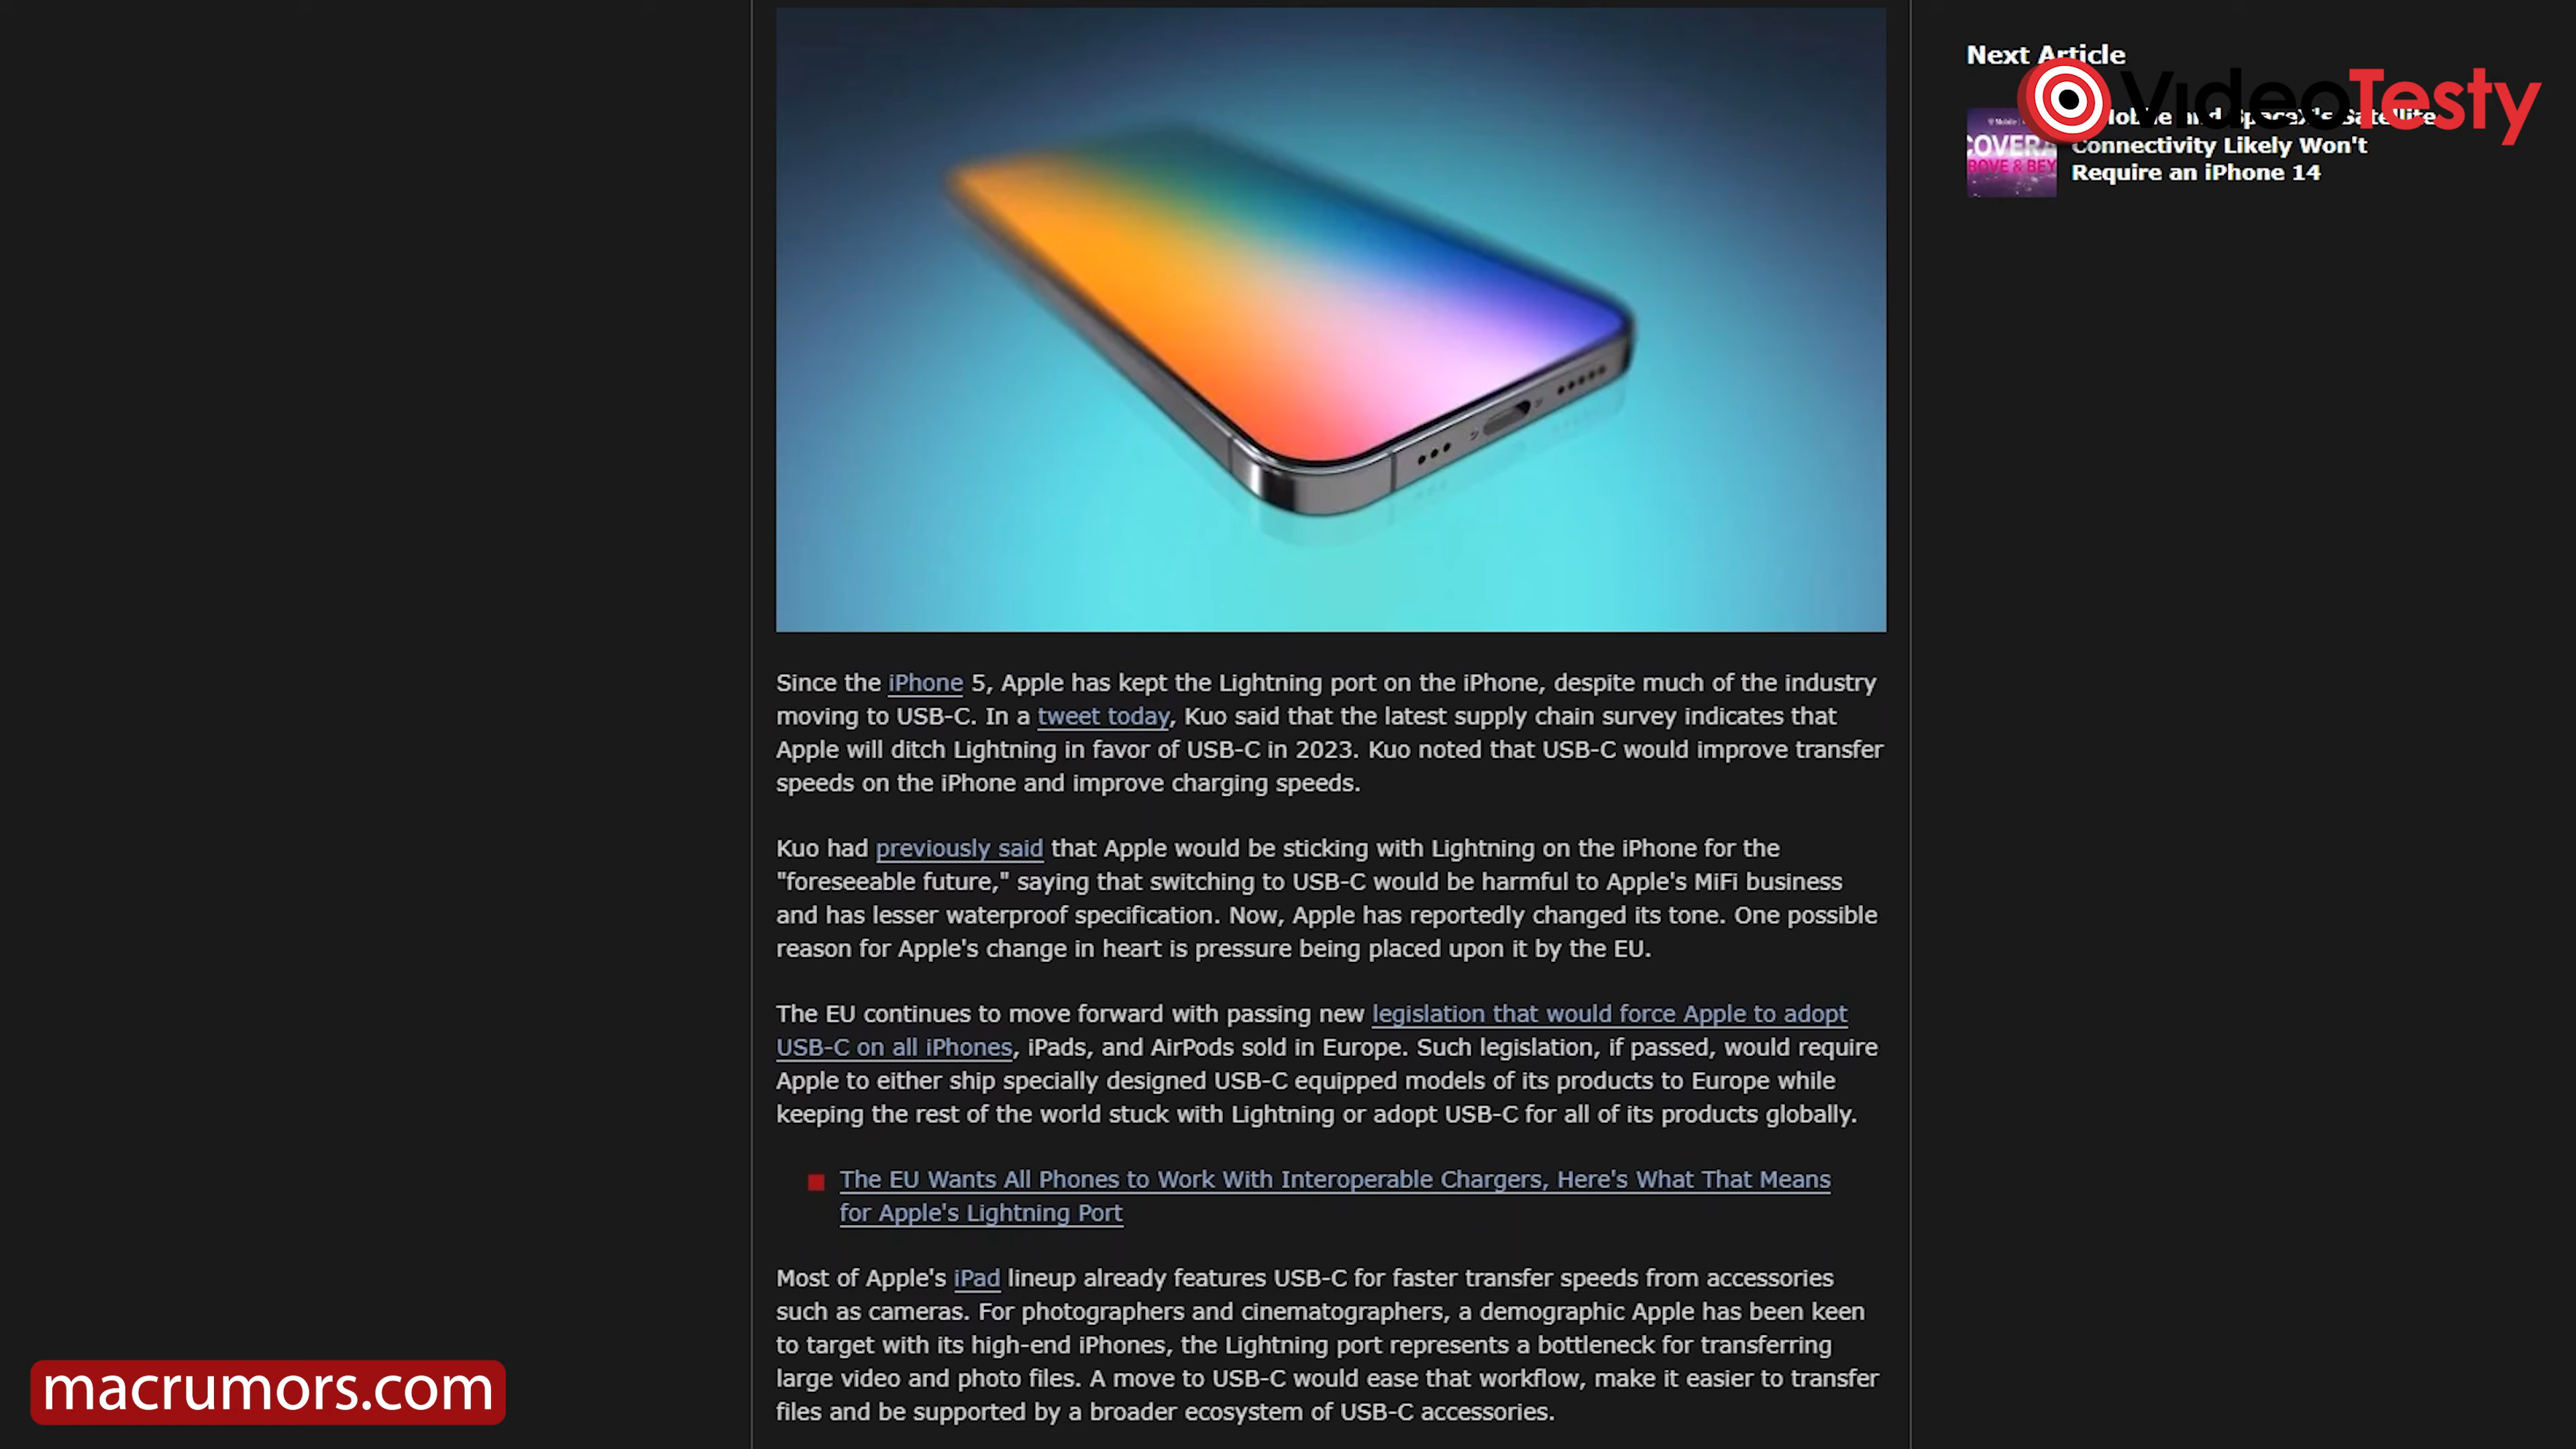 Next Article
VideoTesty
and SpaceX's Satellite
Connectivity Likely Won't
Require an iPhone 14
COVERA
BOVE & BEY
Since the iPhone 5, Apple has kept the Lightning port on the iPhone, despite much of the industry
moving to USB-C. In a tweet today, Kuo said that the latest supply chain survey indicates that
Apple will ditch Lightning in favor of USB-C in 2023. Kuo noted that USB-C would improve transfer
speeds on the iPhone and improve charging speeds.
Kuo had previously said that Apple would be sticking with Lightning on the iPhone for the
"foreseeable future," saying that switching to USB-C would be harmful to Apple's MiFi business
and has lesser waterproof specification. Now, Apple has reportedly changed its tone. One possible
reason for Apple's change in heart is pressure being placed upon it by the EU.
The EU continues to move forward with passing new legislation that would force Apple to adopt
USB-C on all iPhones, iPads, and AirPods sold in Europe. Such legislation, if passed, would require
Apple to either ship specially designed USB-C equipped models of its products to Europe while
keeping the rest of the world stuck with Lightning or adopt USB-C for all of its products globally.
The EU Wants All Phones to Work With Interoperable Chargers, Here's What That Means
for Apple's Lightning Port
Most of Apple's iPad lineup already features USB-C for faster transfer speeds from accessories
such as cameras. For photographers and cinematographers, a demographic Apple has been keen
to target with its high-end iPhones, the Lightning port represents a bottleneck for transferring
large video and photo files. A move to USB-C would ease that workflow, make it easier to transfer
files and be supported by a broader ecosystem of USB-C accessories.
macrumors.com